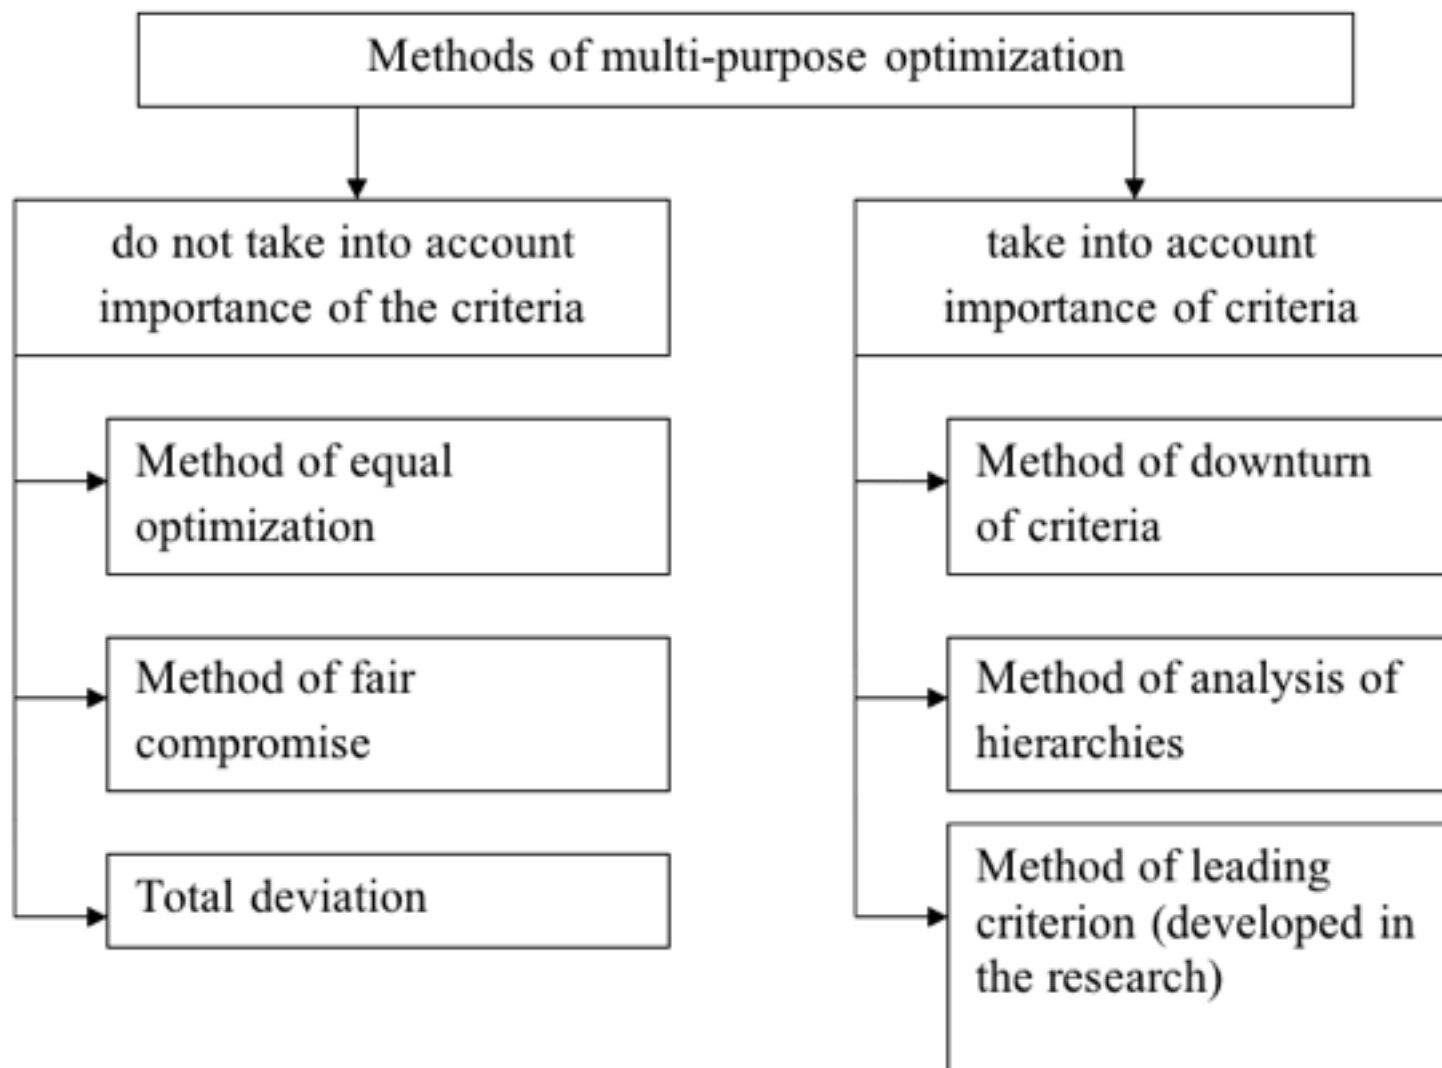 Methods of multi-purpose optimization
do not take into account
importance of the criteria
Method of equal
optimization
Method of fair
compromise
Total deviation
take into account
importance of criteria
Method of downturn
of criteria
Method of analysis of
hierarchies
Method of leading
criterion (developed in
the research)